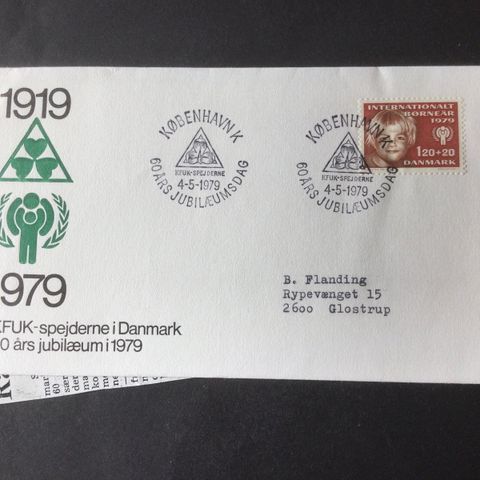 1919
979
KFUK-spejderne i Danmark
0 års jubilæum i 1979
KØBENHAVN K
KFUK-SPEJDERNE
4-5-1979
60 ÅRS JUBILÆUMSDAG
KØBENHAVN K
KFUK-SPEJDERNE
4-5-1979
60 ÅRS JUBILÆUMSDAG
INTERNATIONALT
BØRNEÅR
1979
1.20+20
DANMARK
B. Flanding
Rypevænget 15
2600 Glostrup
60